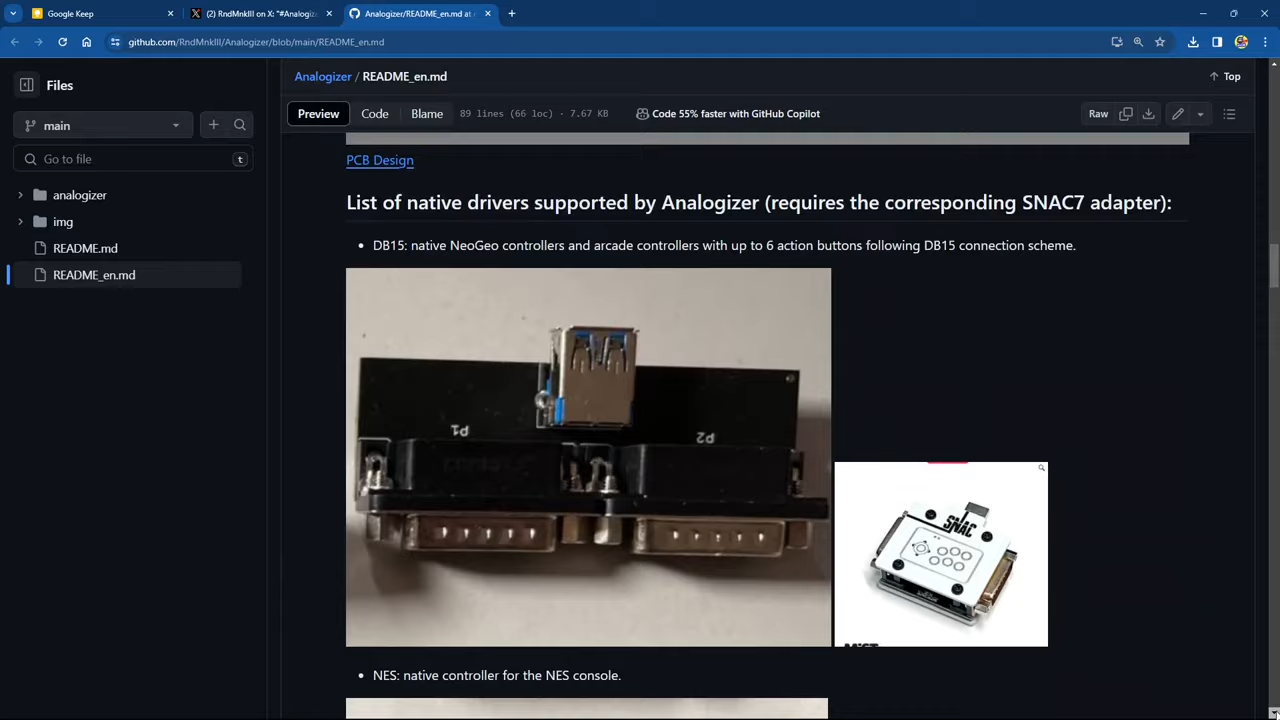 Google Keep
(2) RndMnkIII on X: "#Analogiz
Analogizer/README_en.md at
github.com/RndMnkIII/Analogizer/blob/main/README_en.md
Files
Analogizer / README_en.md
Top
main
Preview
Code
Blame
89 lines (66 loc) · 7.67 KB
Code 55% faster with GitHub Copilot
Raw
Go to file
t
PCB Design
analogizer
img
README.md
README_en.md
List of native drivers supported by Analogizer (requires the corresponding SNAC7 adapter):
• DB15: native NeoGeo controllers and arcade controllers with up to 6 action buttons following DB15 connection scheme.
P1
P2
SNAC
• NES: native controller for the NES console.